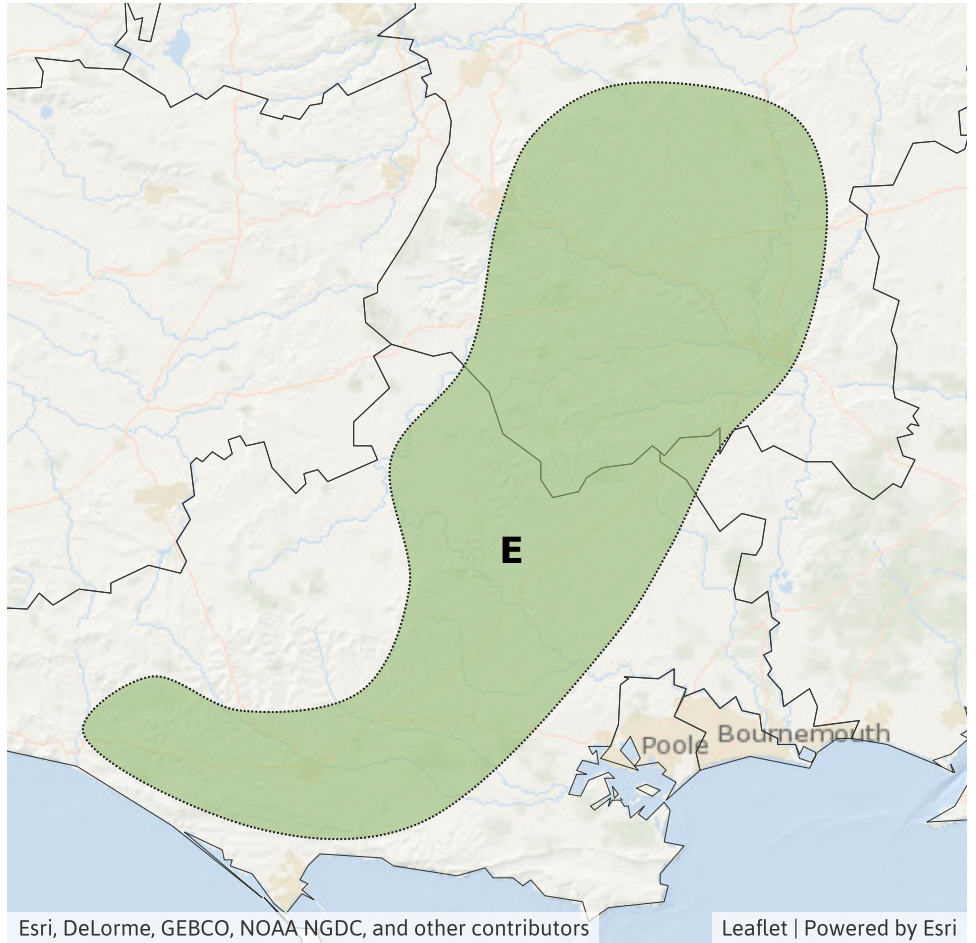 E
Bournemouth
Poole
Esri, DeLorme, GEBCO, NOAA NGDC, and other contributors
Leaflet | Powered by Esri